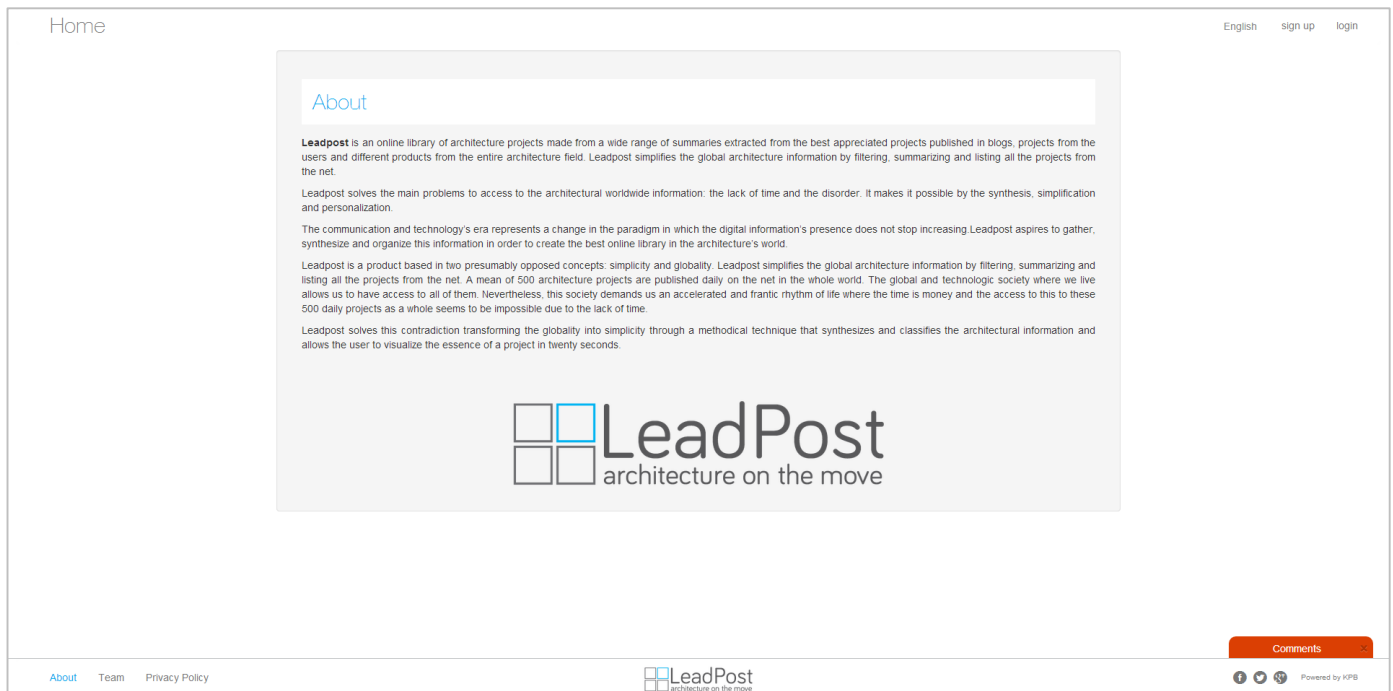 Home
English sign up login
About
Leadpost is an online library of architecture projects made from a wide range of summaries extracted from the best appreciated projects published in blogs, projects from the
users and different products from the entire architecture field. Leadpost simplifies the global architecture information by filtering, summarizing and listing all the projects from
the net.
Leadpost solves the main problems to access to the architectural worldwide information: the lack of time and the disorder. It makes it possible by the synthesis, simplification
and personalization.
The communication and technology's era represents a change in the paradigm in which the digital information's presence does not stop increasing.Leadpost aspires to gather,
synthesize and organize this information in order to create the best online library in the architecture's world.
Leadpost is a product based in two presumably opposed concepts: simplicity and globality. Leadpost simplifies the global architecture information by filtering, summarizing and
listing all the projects from the net. A mean of 500 architecture projects are published daily on the net in the whole world. The global and technologic society where we live
allows us to have access to all of them. Nevertheless, this society demands us an accelerated and frantic rhythm of life where the time is money and the access to this to these
500 daily projects as a whole seems to be impossible due to the lack of time.
Leadpost solves this contradiction transforming the globality into simplicity through a methodical technique that synthesizes and classifies the architectural information and
allows the user to visualize the essence of a project in twenty seconds.
LeadPost
architecture on the move
Comments ×
About Team Privacy Policy
LeadPost
architecture on the move
Powered by KPB